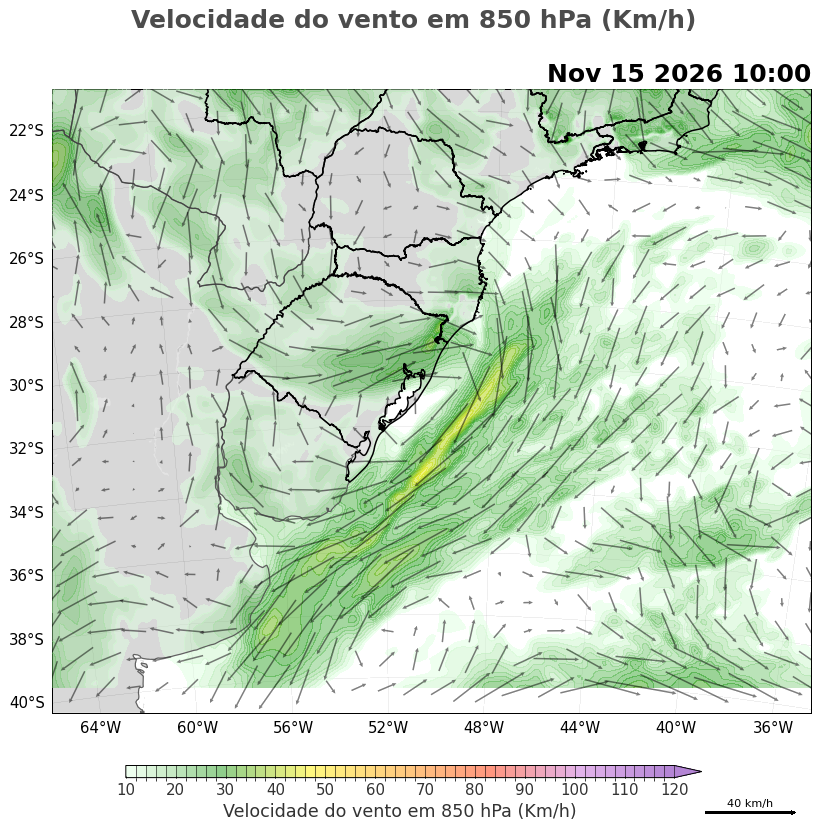 Velocidade do vento em 850 hPa (Km/h)
Nov 15 2026 10:00
22°S
24°S
26°S
28°S
30°S
32°S
34°S
36°S
38°S
40°S
64°W 60°W 56°W 52°W 48°W 44°W 40°W 36°W
10 20 30 40 50 60 70 80 90 100 110 120
Velocidade do vento em 850 hPa (Km/h)
40 km/h